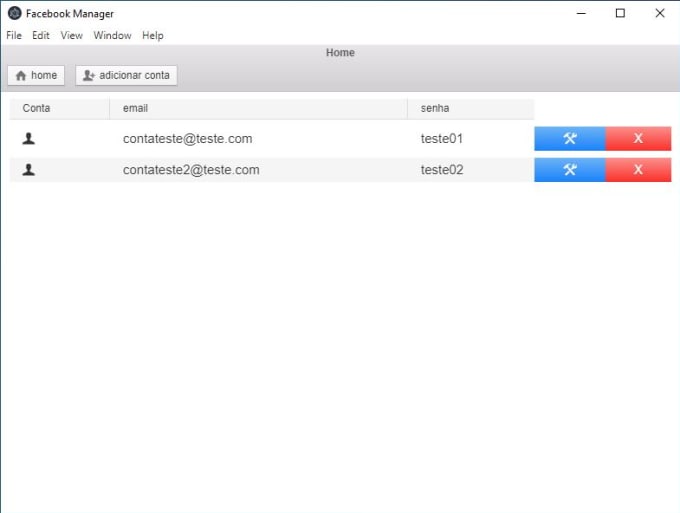 Facebook Manager
File Edit View Window Help
Home
home adicionar conta
Conta email senha
contateste@teste.com teste01 X
contateste2@teste.com teste02 X